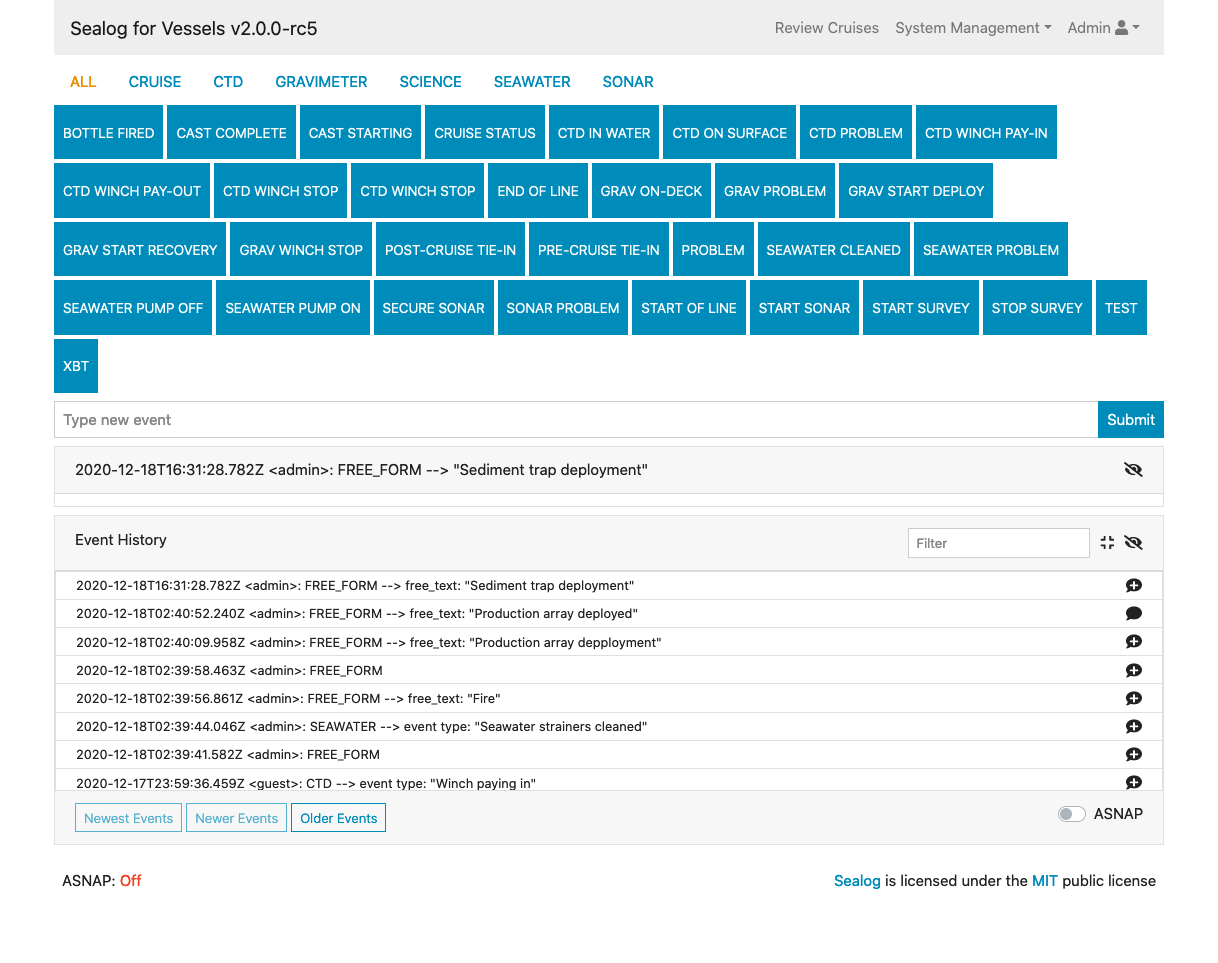 Sealog for Vessels v2.0.0-rc5 Review Cruises System Management Admin
ALL CRUISE CTD GRAVIMETER SCIENCE SEAWATER SONAR
BOTTLE FIRED CAST COMPLETE CAST STARTING CRUISE STATUS CTD IN WATER CTD ON SURFACE CTD PROBLEM CTD WINCH PAY-IN
CTD WINCH PAY-OUT CTD WINCH STOP CTD WINCH STOP END OF LINE GRAV ON-DECK GRAV PROBLEM GRAV START DEPLOY
GRAV START RECOVERY GRAV WINCH STOP POST-CRUISE TIE-IN PRE-CRUISE TIE-IN PROBLEM SEAWATER CLEANED SEAWATER PROBLEM
SEAWATER PUMP OFF SEAWATER PUMP ON SECURE SONAR SONAR PROBLEM START OF LINE START SONAR START SURVEY STOP SURVEY TEST
XBT
Type new event Submit
2020-12-18T16:31:28.782Z <admin>: FREE_FORM --> "Sediment trap deployment"
Event History Filter
2020-12-18T16:31:28.782Z <admin>: FREE_FORM --> free_text: "Sediment trap deployment"
2020-12-18T02:40:52.240Z <admin>: FREE_FORM --> free_text: "Production array deployed"
2020-12-18T02:40:09.958Z <admin>: FREE_FORM --> free_text: "Production array depployment"
2020-12-18T02:39:58.463Z <admin>: FREE_FORM
2020-12-18T02:39:56.861Z <admin>: FREE_FORM --> free_text: "Fire"
2020-12-18T02:39:44.046Z <admin>: SEAWATER --> event type: "Seawater strainers cleaned"
2020-12-18T02:39:41.582Z <admin>: FREE_FORM
2020-12-17T23:59:36.459Z <guest>: CTD --> event type: "Winch paying in"
Newest Events Newer Events Older Events ASNAP
ASNAP: Off Sealog is licensed under the MIT public license